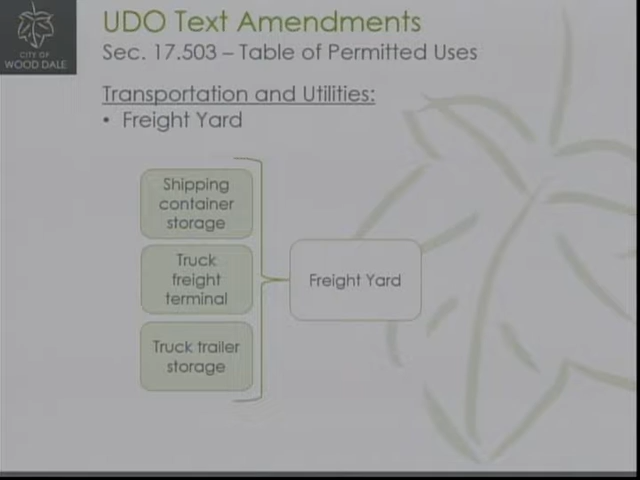 CITY OF
WOOD DALE
UDO Text Amendments
Sec. 17.503 – Table of Permitted Uses
Transportation and Utilities:
• Freight Yard
Shipping
container
storage
Truck
freight
terminal
Truck trailer
storage
Freight Yard